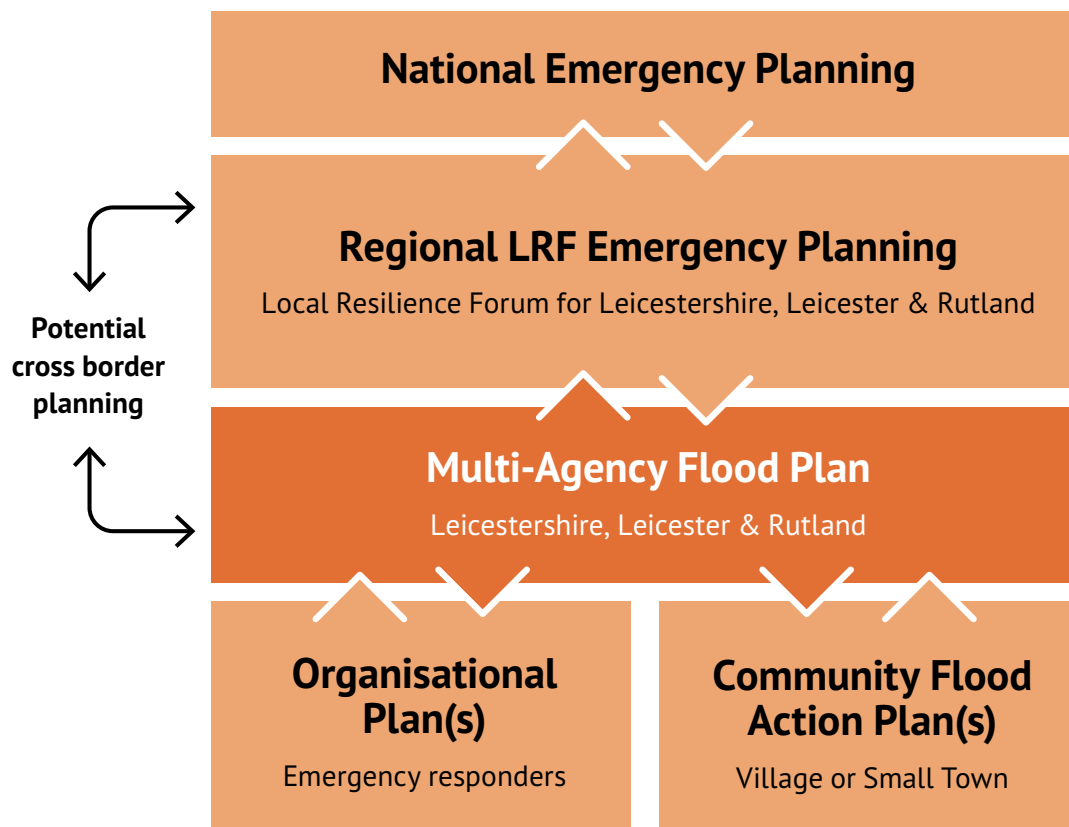 National Emergency Planning
Regional LRF Emergency Planning
Local Resilience Forum for Leicestershire, Leicester & Rutland
Potential
cross border
planning
Multi-Agency Flood Plan
Leicestershire, Leicester & Rutland
Organisational
Plan(s)
Emergency responders
Community Flood
Action Plan(s)
Village or Small Town